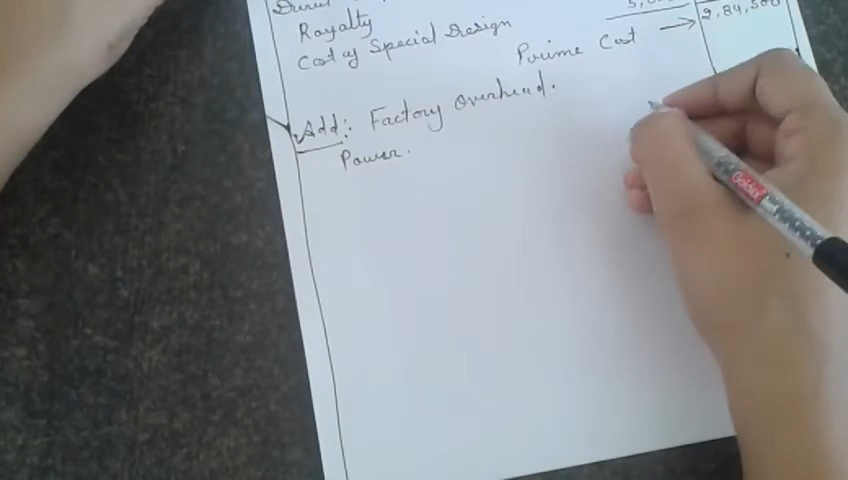 Royalty
Cost of Special Design
Prime Cost → 2,84,500
Add: Factory Overhead.
Power.